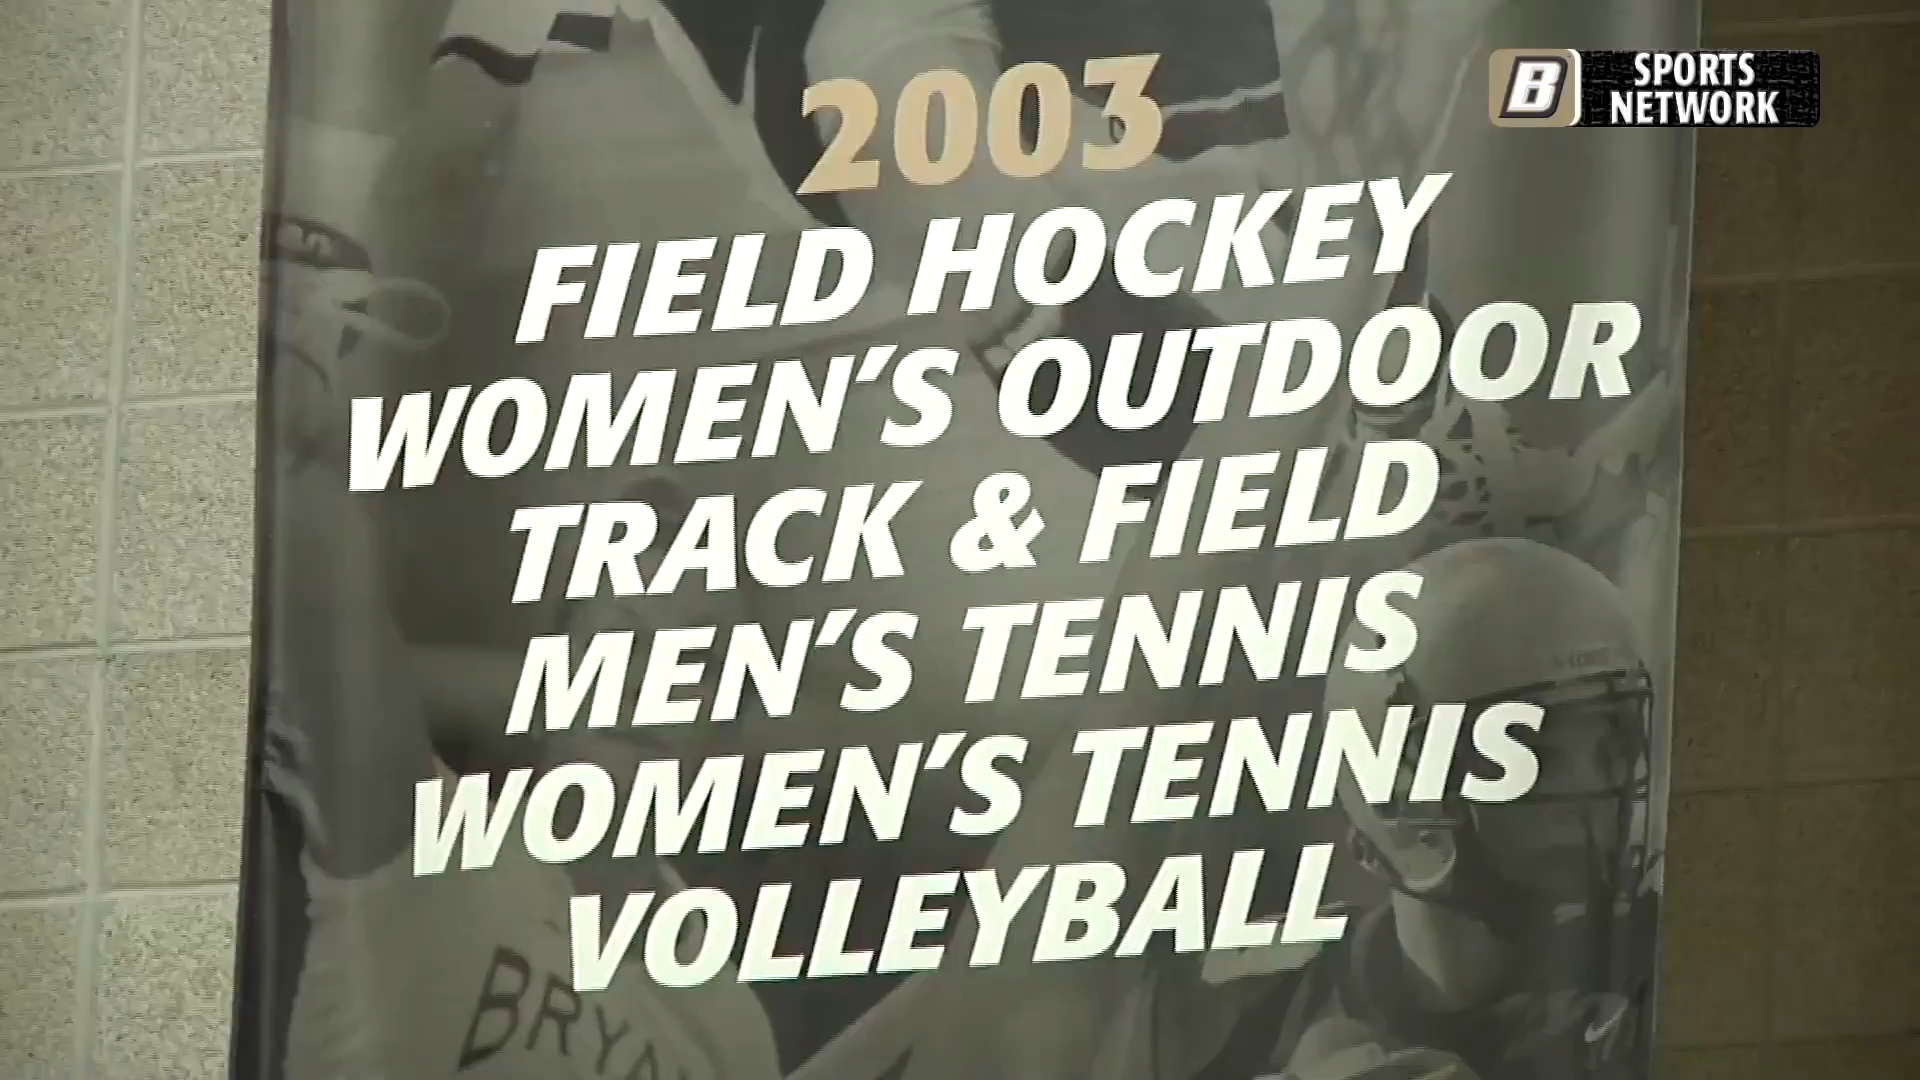 2003
FIELD HOCKEY
WOMEN'S OUTDOOR
TRACK & FIELD
MEN'S TENNIS
WOMEN'S TENNIS
VOLLEYBALL
B SPORTS
NETWORK